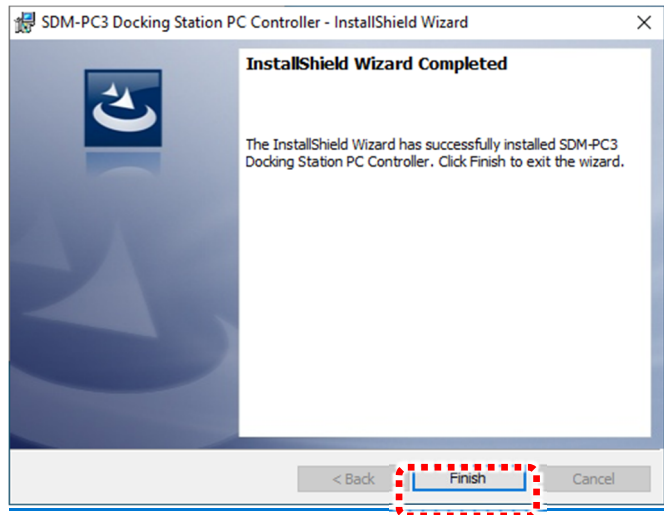 SDM-PC3 Docking Station PC Controller - InstallShield Wizard
InstallShield Wizard Completed
The InstallShield Wizard has successfully installed SDM-PC3
Docking Station PC Controller. Click Finish to exit the wizard.
< Back
Finish
Cancel